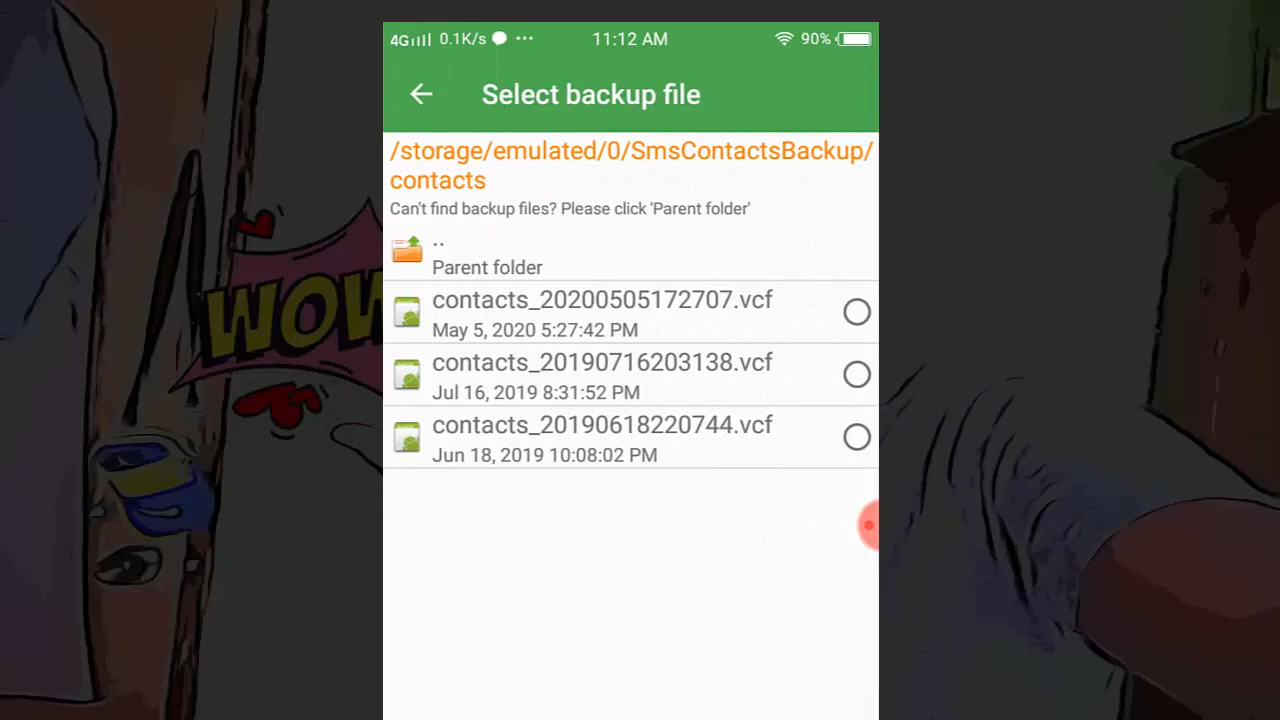 4G 0.1K/s ... 11:12 AM 90%
Select backup file
/storage/emulated/0/SmsContactsBackup/
contacts
Can't find backup files? Please click 'Parent folder'
..
Parent folder
contacts_20200505172707.vcf
May 5, 2020 5:27:42 PM
contacts_20190716203138.vcf
Jul 16, 2019 8:31:52 PM
contacts_20190618220744.vcf
Jun 18, 2019 10:08:02 PM
WOW